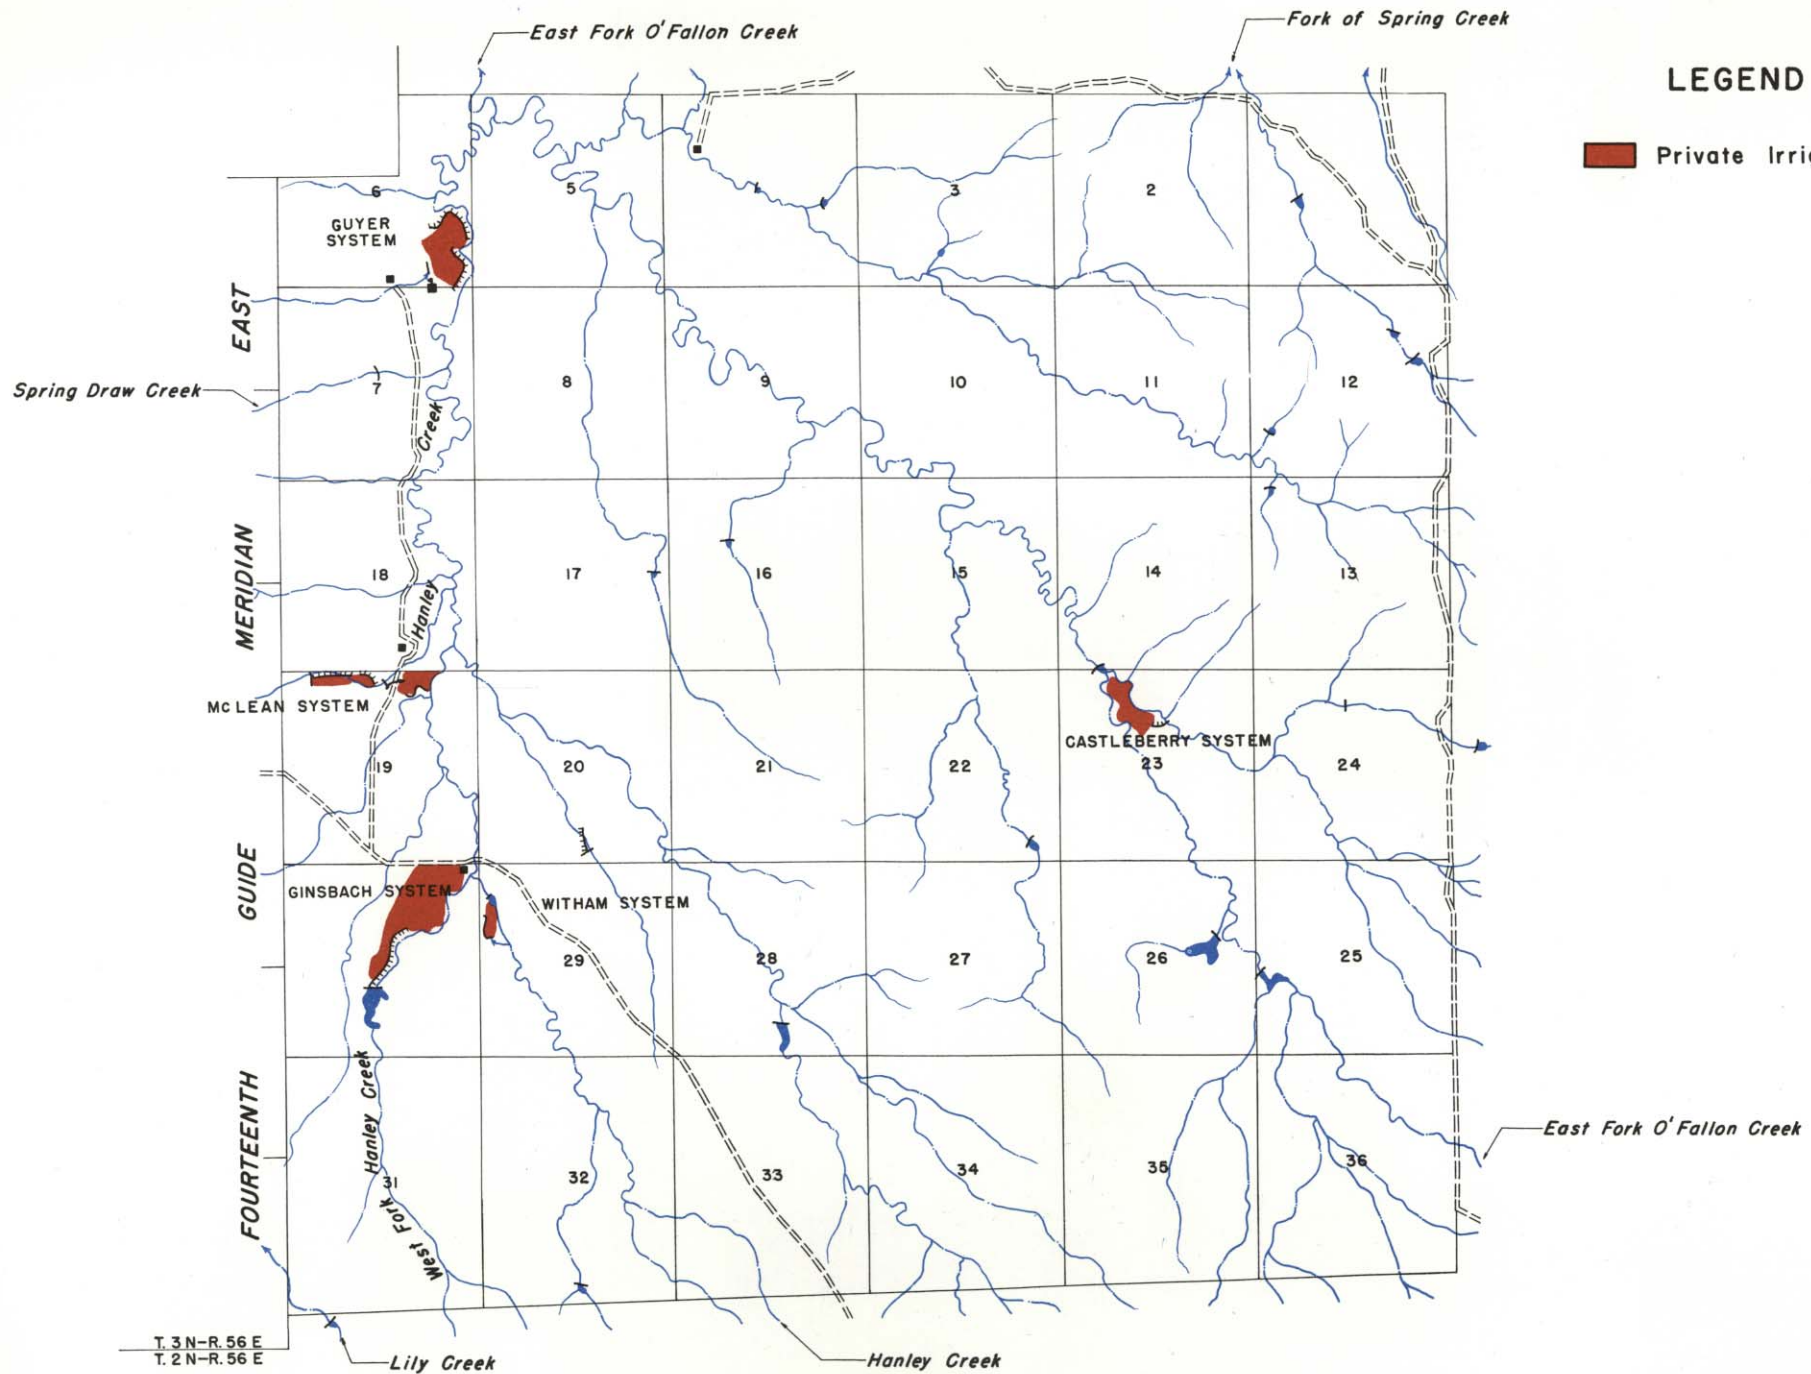 East Fork O'Fallon Creek
Fork of Spring Creek
LEGEND
Private Irri
6
5
3
2
GUYER
SYSTEM
EAST
Spring Draw Creek
7
8
9
10
11
12
Creek
MERIDIAN
18
17
16
15
14
13
Hanley
McLEAN SYSTEM
CASTLEBERRY SYSTEM
19
20
21
22
23
24
GUIDE
GINSBACH SYSTEM
WITHAM SYSTEM
29
28
27
26
25
FOURTEENTH
Hanley Creek
East Fork O'Fallon Creek
31
32
33
34
35
36
West Fork
T. 3 N-R. 56 E
T. 2 N-R. 56 E
Lily Creek
Hanley Creek